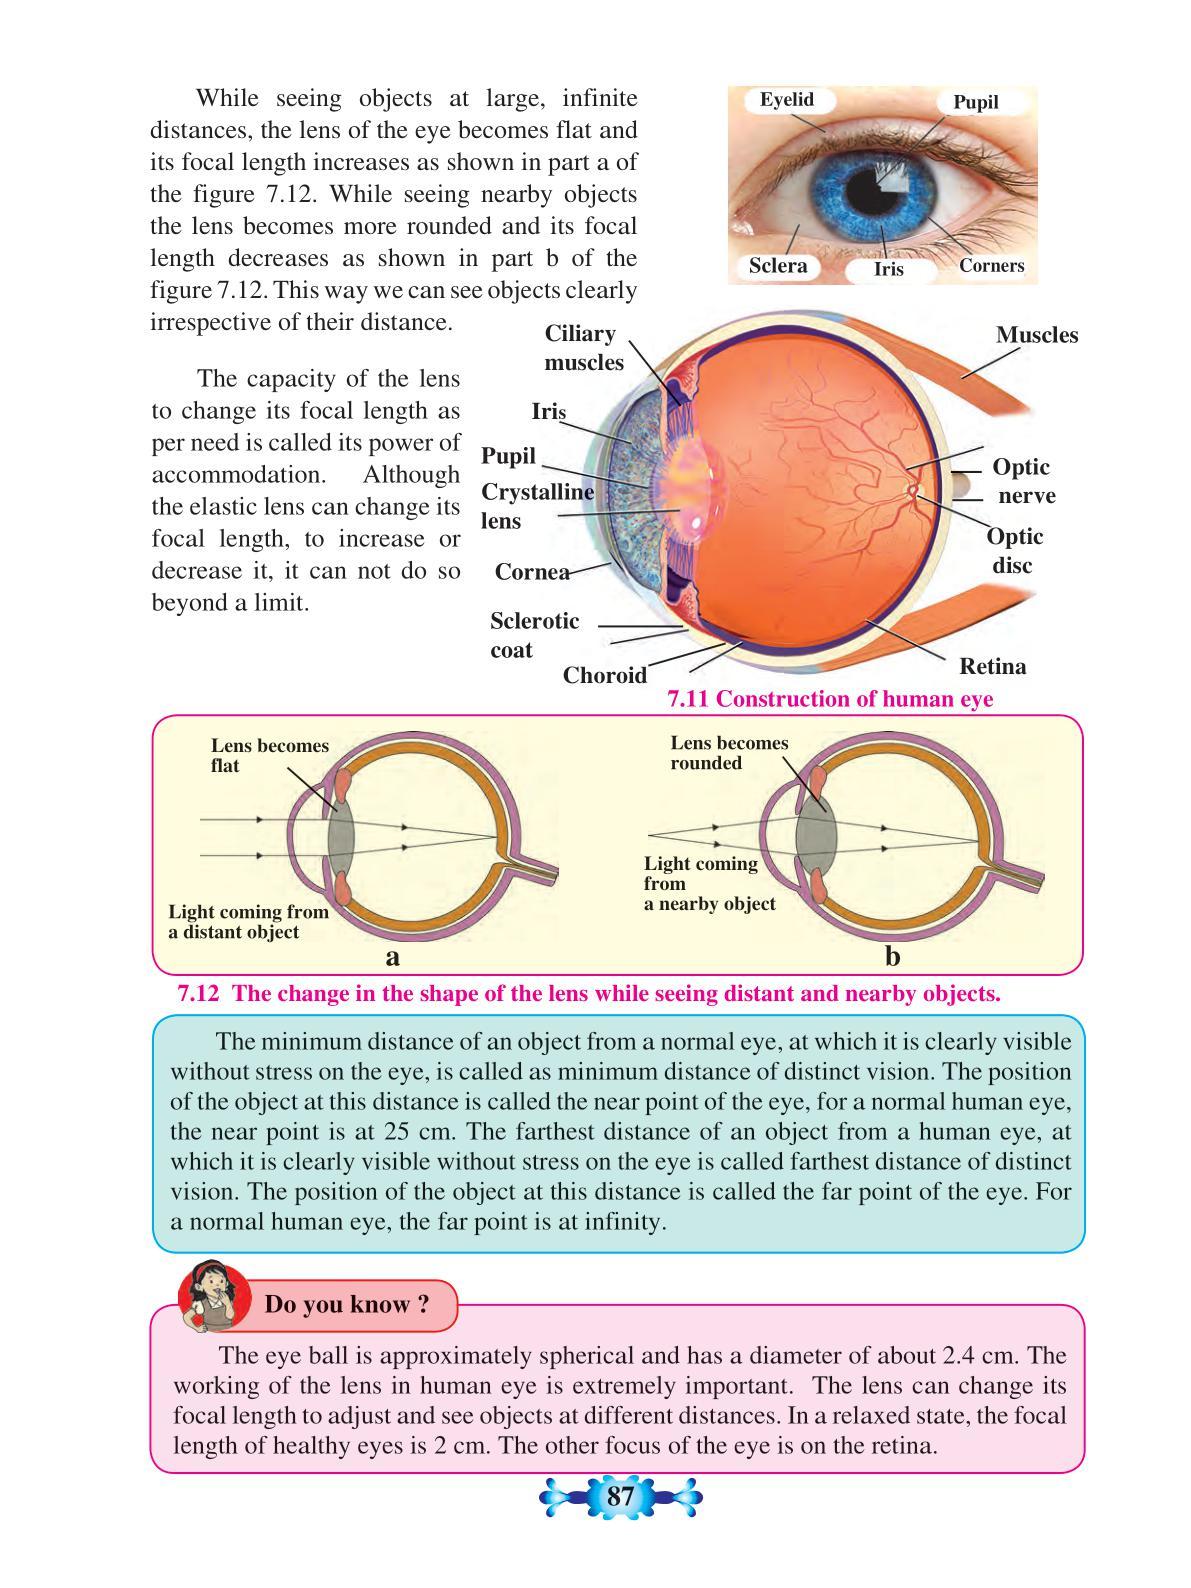 While seeing objects at large, infinite
distances, the lens of the eye becomes flat and
its focal length increases as shown in part a of
the figure 7.12. While seeing nearby objects
the lens becomes more rounded and its focal
length decreases as shown in part b of the
figure 7.12. This way we can see objects clearly
irrespective of their distance.
Eyelid
Pupil
Sclera
Iris
Corners
The capacity of the lens
to change its focal length as
per need is called its power of
accommodation. Although
the elastic lens can change its
focal length, to increase or
decrease it, it can not do so
beyond a limit.
Ciliary
muscles
Iris
Pupil
Crystalline
lens
Cornea
Sclerotic
coat
Choroid
Muscles
Optic
nerve
Optic
disc
Retina
7.11 Construction of human eye
Lens becomes
flat
Light coming from
a distant object
a
Lens becomes
rounded
Light coming
from
a nearby object
b
7.12 The change in the shape of the lens while seeing distant and nearby objects.
The minimum distance of an object from a normal eye, at which it is clearly visible
without stress on the eye, is called as minimum distance of distinct vision. The position
of the object at this distance is called the near point of the eye, for a normal human eye,
the near point is at 25 cm. The farthest distance of an object from a human eye, at
which it is clearly visible without stress on the eye is called farthest distance of distinct
vision. The position of the object at this distance is called the far point of the eye. For
a normal human eye, the far point is at infinity.
Do you know ?
The eye ball is approximately spherical and has a diameter of about 2.4 cm. The
working of the lens in human eye is extremely important. The lens can change its
focal length to adjust and see objects at different distances. In a relaxed state, the focal
length of healthy eyes is 2 cm. The other focus of the eye is on the retina.
87